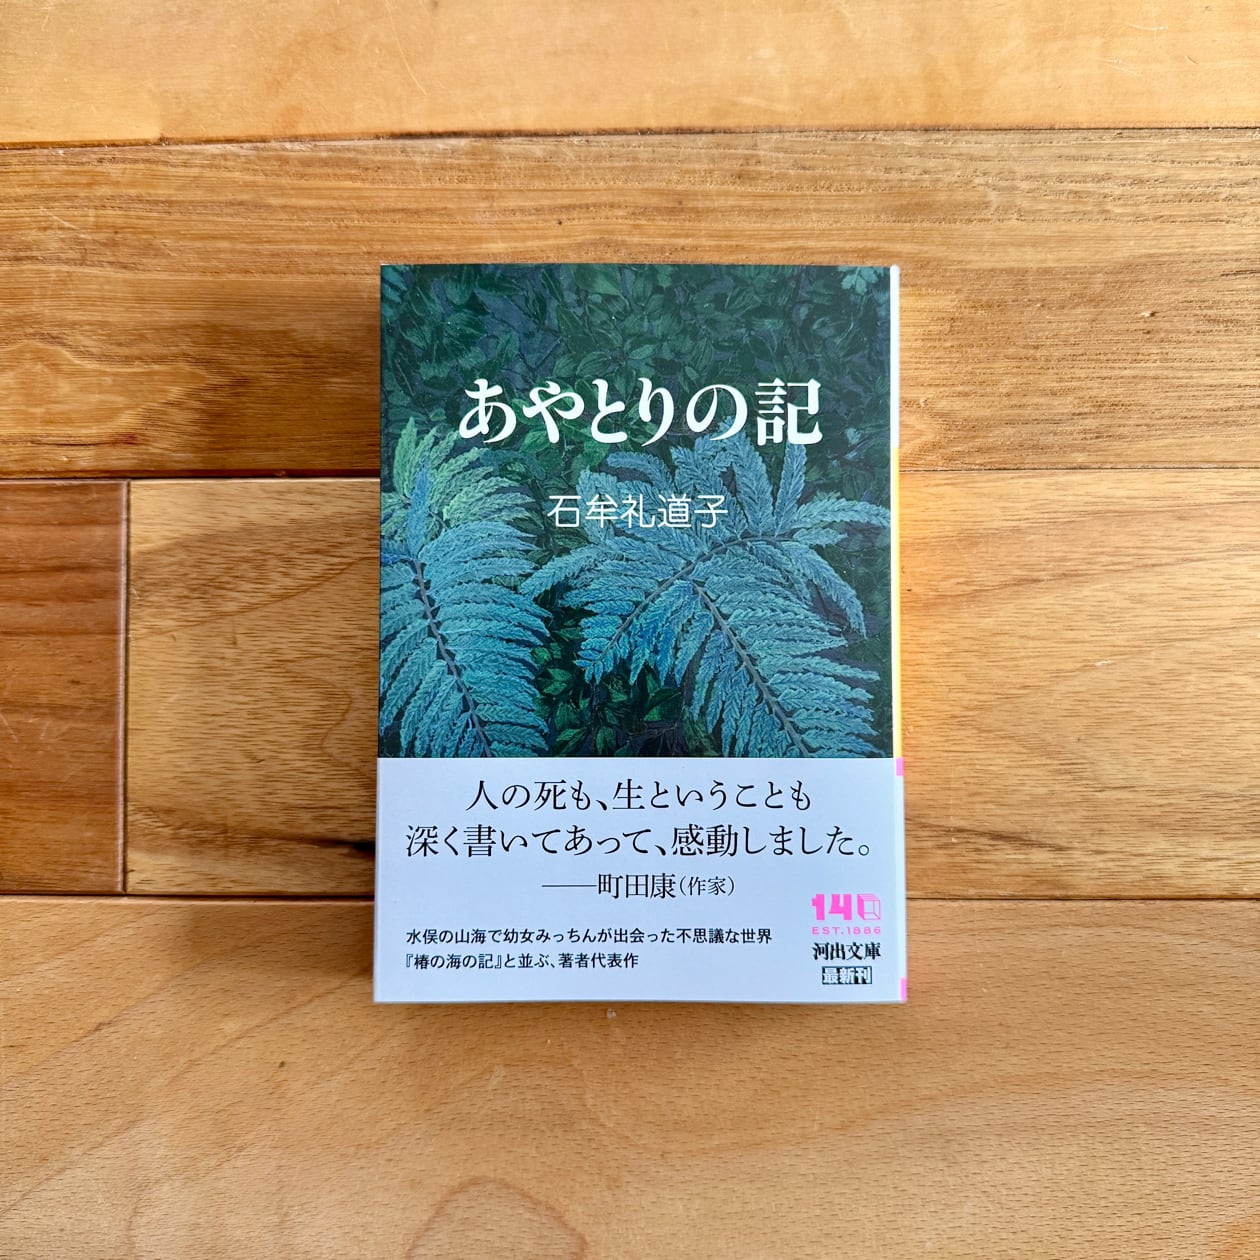 あやとりの記
石牟礼道子
人の死も、生ということも
深く書いてあって、感動しました。
──町田康（作家）
水俣の山海で幼女みっちんが出会った不思議な世界
『椿の海の記』と並ぶ、著者代表作
140
EST.1886
河出文庫
最新刊